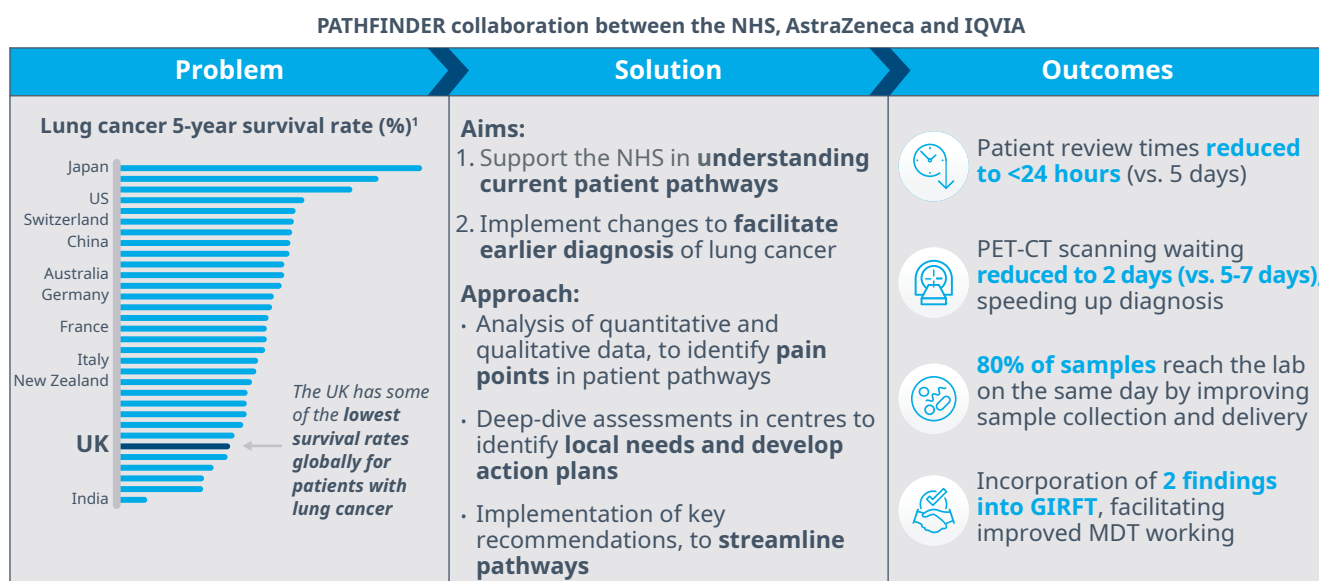 PATHFINDER collaboration between the NHS, AstraZeneca and IQVIA
Problem
Lung cancer 5-year survival rate (%)¹
Japan
US
Switzerland
China
Australia
Germany
France
Italy
New Zealand
UK
India
The UK has some
of the lowest
survival rates
globally for
patients with
lung cancer
Solution
Aims:
1. Support the NHS in understanding
current patient pathways
2. Implement changes to facilitate
earlier diagnosis of lung cancer
Approach:
· Analysis of quantitative and
qualitative data, to identify pain
points in patient pathways
· Deep-dive assessments in centres to
identify local needs and develop
action plans
· Implementation of key
recommendations, to streamline
pathways
Outcomes
Patient review times reduced
to <24 hours (vs. 5 days)
PET-CT scanning waiting
reduced to 2 days (vs. 5-7 days),
speeding up diagnosis
80% of samples reach the lab
on the same day by improving
sample collection and delivery
Incorporation of 2 findings
into GIRFT, facilitating
improved MDT working